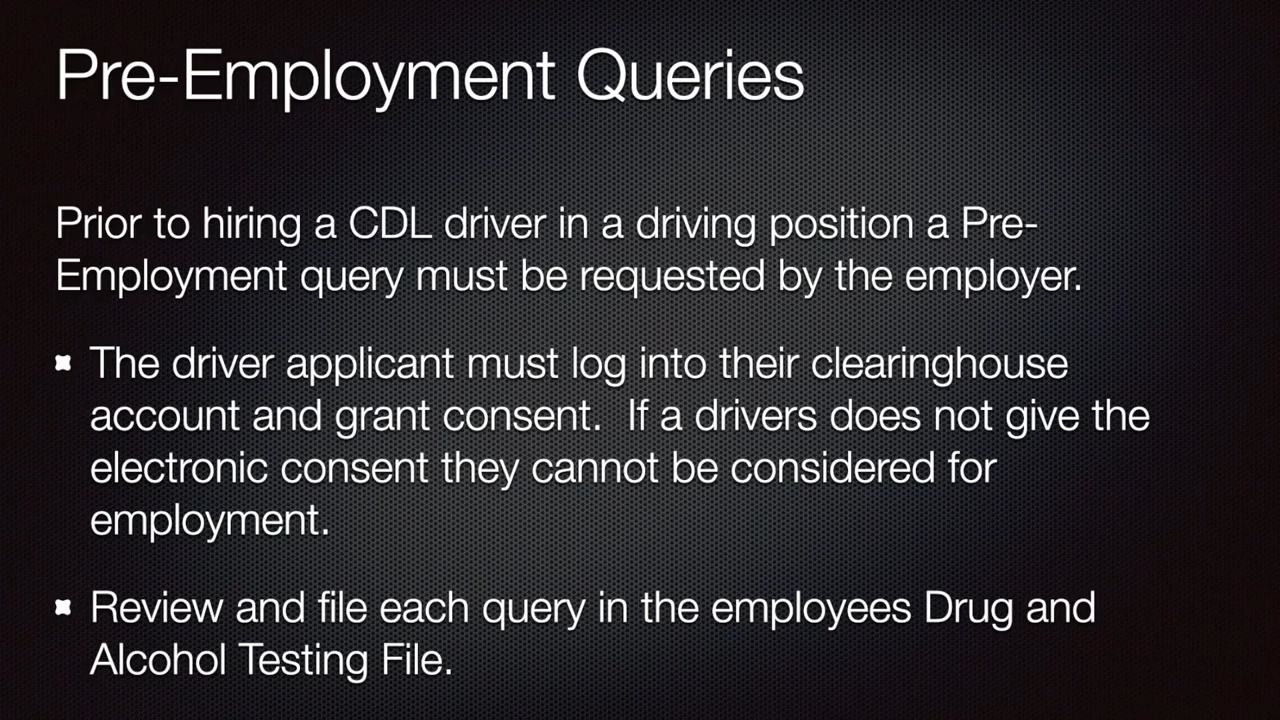 Pre-Employment Queries
Prior to hiring a CDL driver in a driving position a Pre-
Employment query must be requested by the employer.
The driver applicant must log into their clearinghouse
account and grant consent.  If a drivers does not give the
electronic consent they cannot be considered for
employment.
Review and file each query in the employees Drug and
Alcohol Testing File.